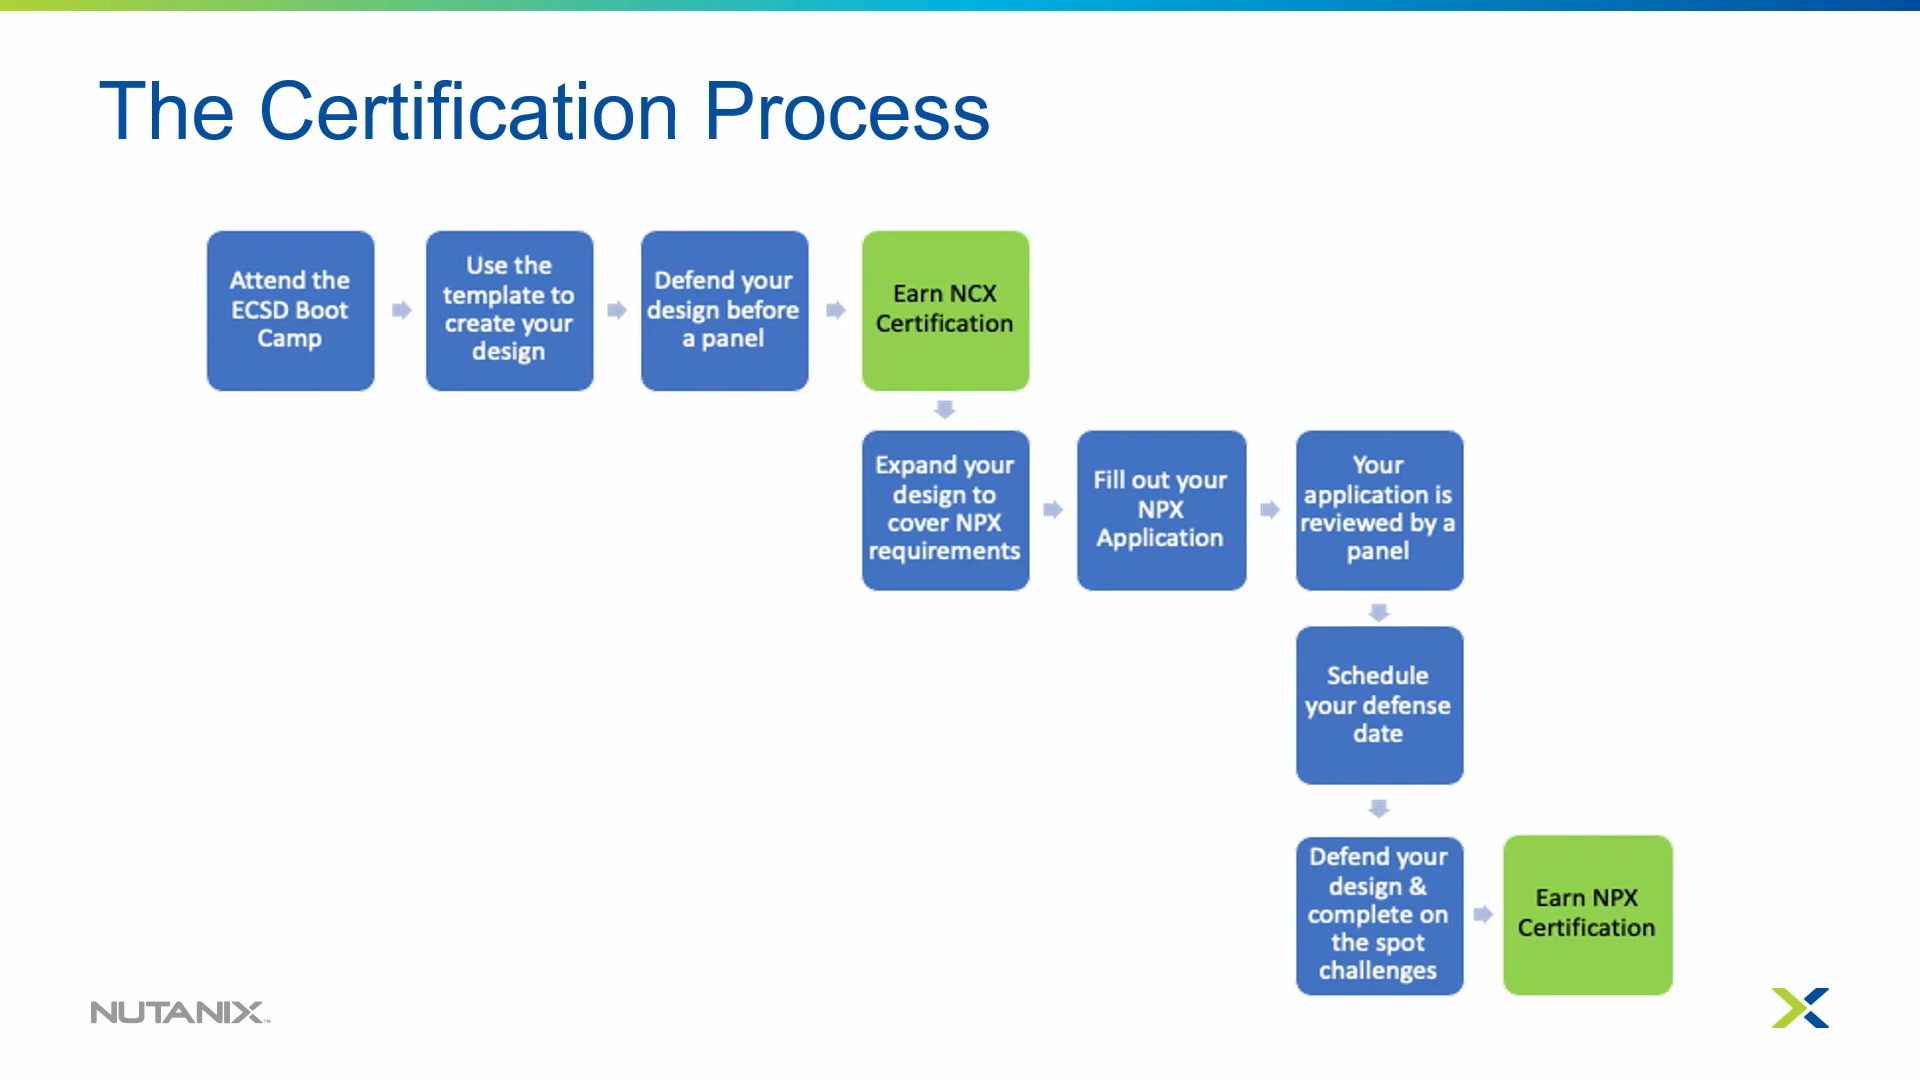 The Certification Process
Attend the
ECSD Boot
Camp
Use the
template to
create your
design
Defend your
design before
a panel
Earn NCX
Certification
Expand your
design to
cover NPX
requirements
Fill out your
NPX
Application
Your
application is
reviewed by a
panel
Schedule
your defense
date
Defend your
design &
complete on
the spot
challenges
Earn NPX
Certification
NUTANIX™